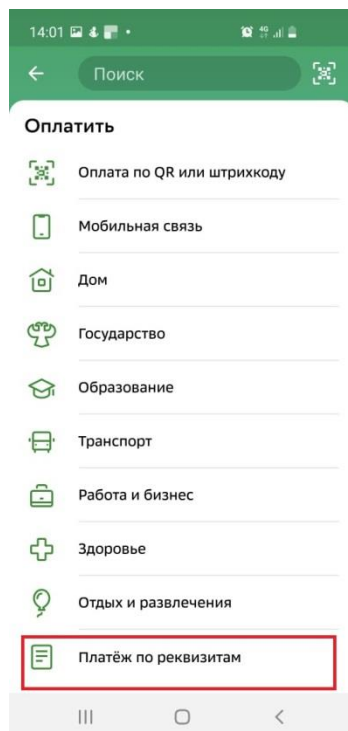 14:01
4G
Поиск
Оплатить
Оплата по QR или штрихкоду
Мобильная связь
Дом
Государство
Образование
Транспорт
Работа и бизнес
Здоровье
Отдых и развлечения
Платёж по реквизитам